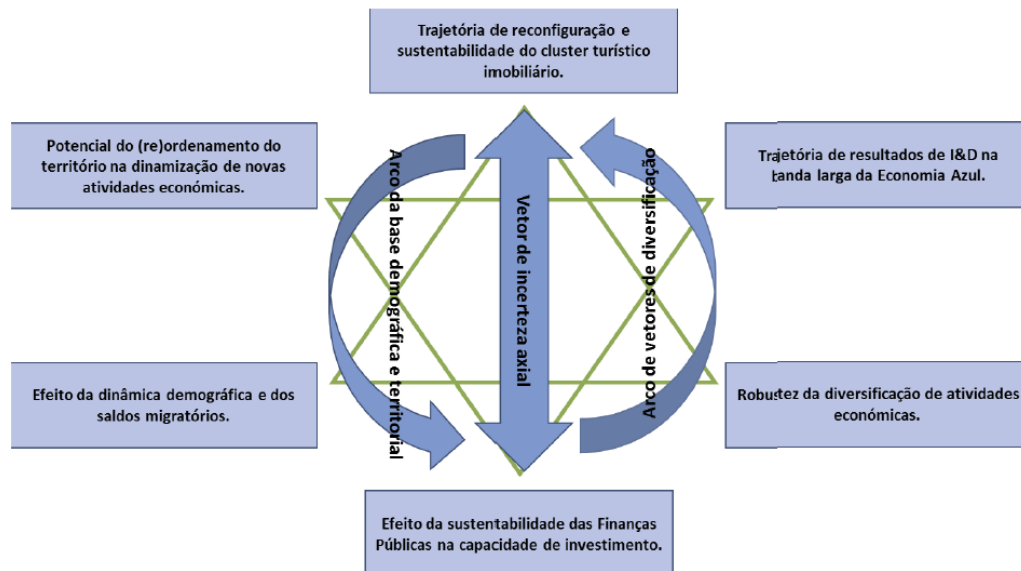 Trajetória de reconfiguração e
sustentabilidade do cluster turístico
imobiliário.
Potencial do (re)ordenamento do
território na dinamização de novas
atividades económicas.
Trajetória de resultados de I&D na
banda larga da Economia Azul.
Arco da base demográfica e territorial
Vetor de incerteza axial
Arco de vetores de diversificação
Efeito da dinâmica demográfica e dos
saldos migratórios.
Robustez da diversificação de atividades
económicas.
Efeito da sustentabilidade das Finanças
Públicas na capacidade de investimento.